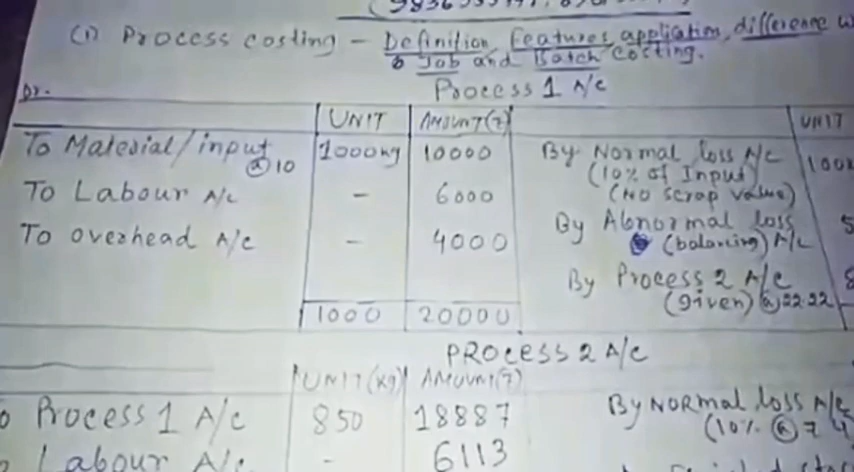 (1) Process costing - Definition, Features, application, difference
Job and Batch costing.
Process 1 A/c
Dr.
UNIT AMOUNT(₹) UNIT
To Material/input 1000kg 10000 By Normal loss A/c
@10 (10% of Input)
(No scrap value)
To Labour A/c - 6000 By Abnormal loss
To overhead A/c - 4000 (balancing) A/c
By Process 2 A/c
(given) @22.22
1000 20000
PROCESS 2 A/c
UNIT(kg) AMOUNT(₹)
Process 1 A/c 850 18887 By NORmal loss A/c
(10% @ 7
Labour A/c - 6113